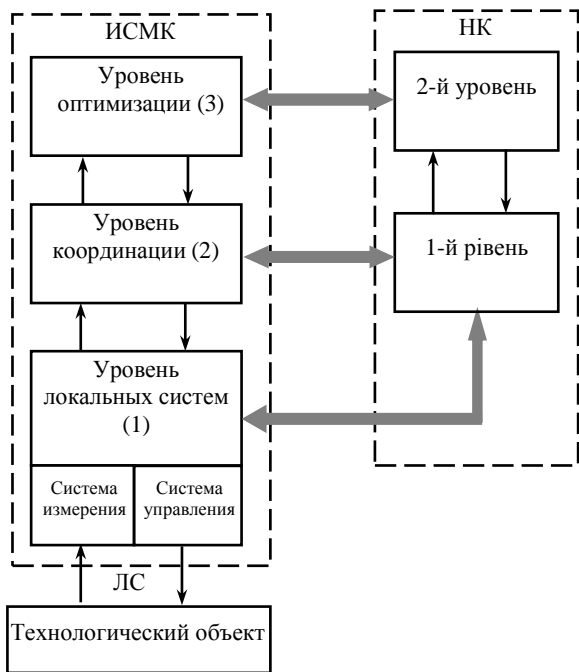 ИСМК
Уровень
оптимизации (3)
Уровень
координации (2)
Уровень
локальных систем
(1)
Система
измерения
Система
управления
ЛС
Технологический объект
НК
2-й уровень
1-й рівень